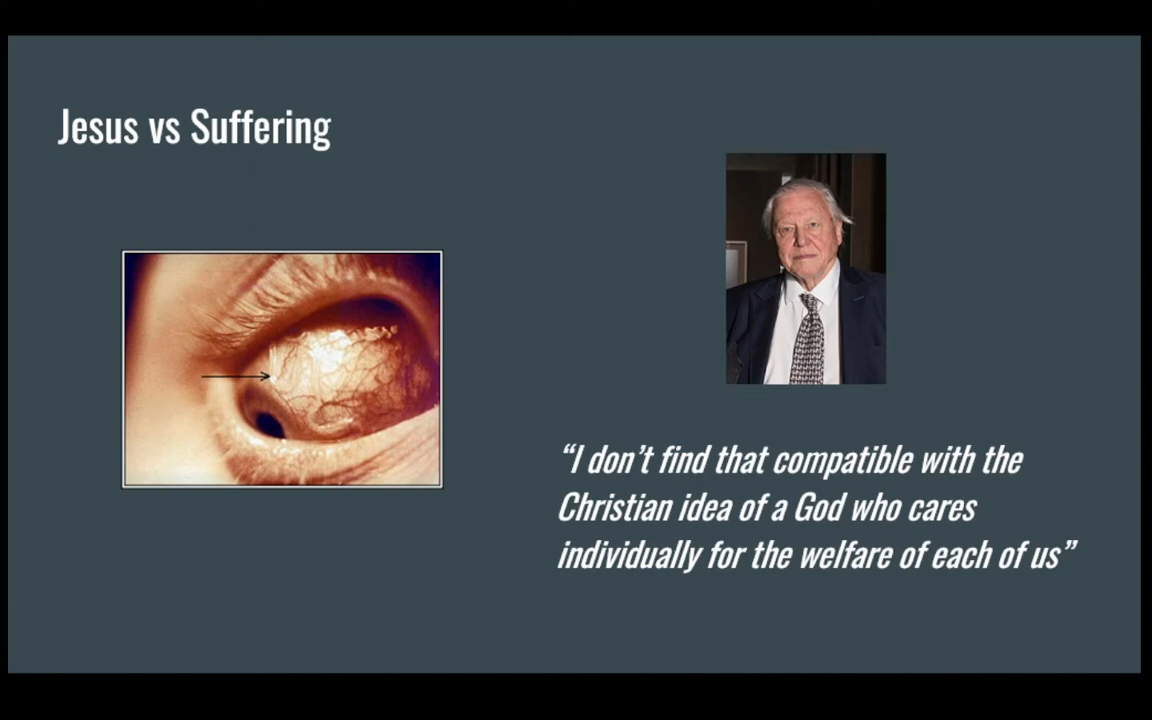 Jesus vs Suffering
“I don’t find that compatible with the
Christian idea of a God who cares
individually for the welfare of each of us”